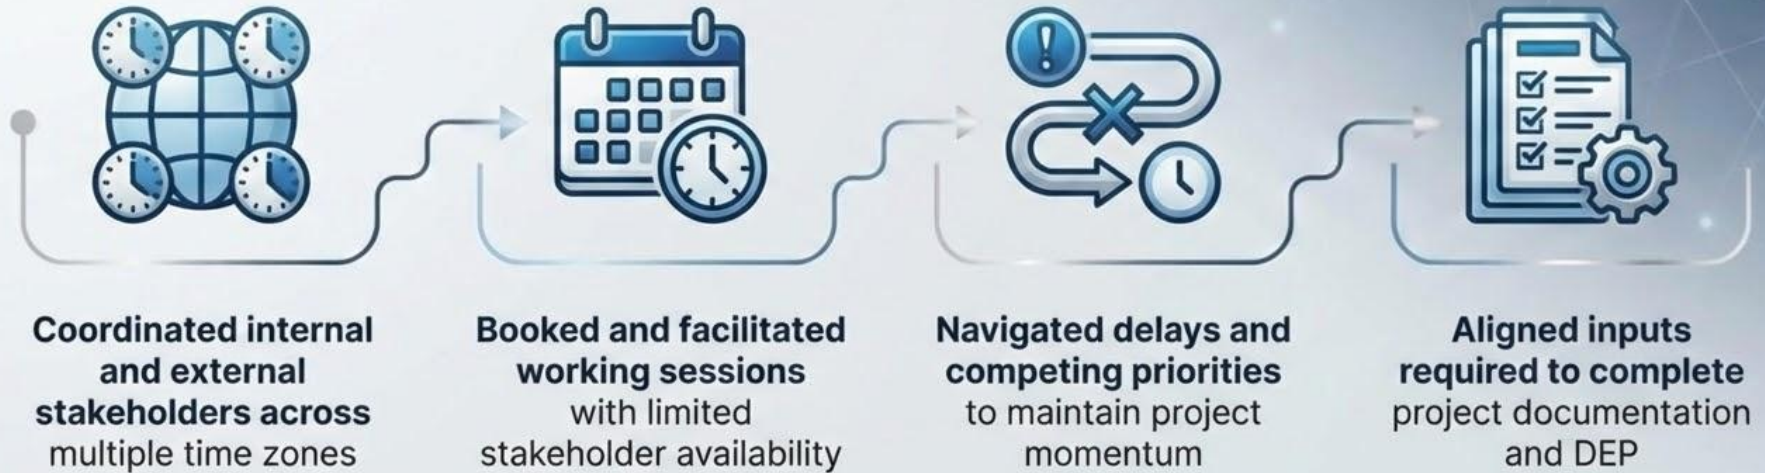 Coordinated internal
and external
stakeholders across
multiple time zones
Booked and facilitated
working sessions
with limited
stakeholder availability
Navigated delays and
competing priorities
to maintain project
momentum
Aligned inputs
required to complete
project documentation
and DEP